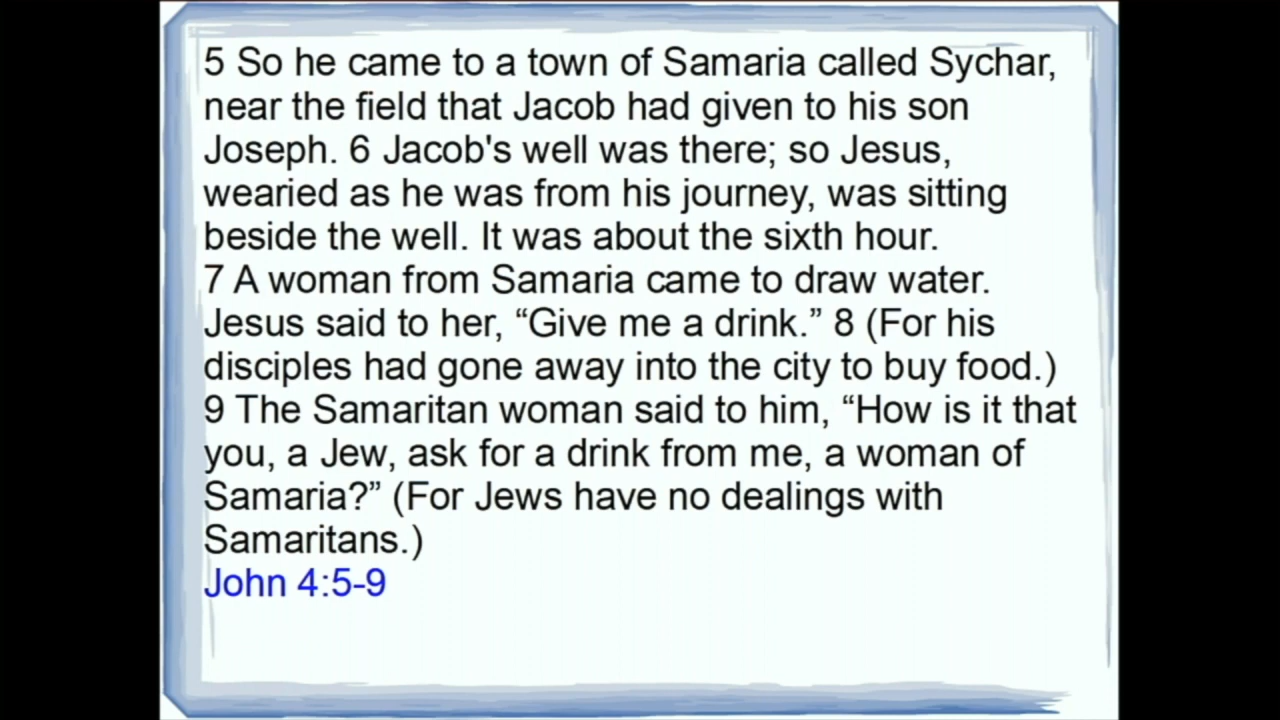 5 So he came to a town of Samaria called Sychar,
near the field that Jacob had given to his son
Joseph. 6 Jacob's well was there; so Jesus,
wearied as he was from his journey, was sitting
beside the well. It was about the sixth hour.
7 A woman from Samaria came to draw water.
Jesus said to her, “Give me a drink.” 8 (For his
disciples had gone away into the city to buy food.)
9 The Samaritan woman said to him, “How is it that
you, a Jew, ask for a drink from me, a woman of
Samaria?” (For Jews have no dealings with
Samaritans.)
John 4:5-9